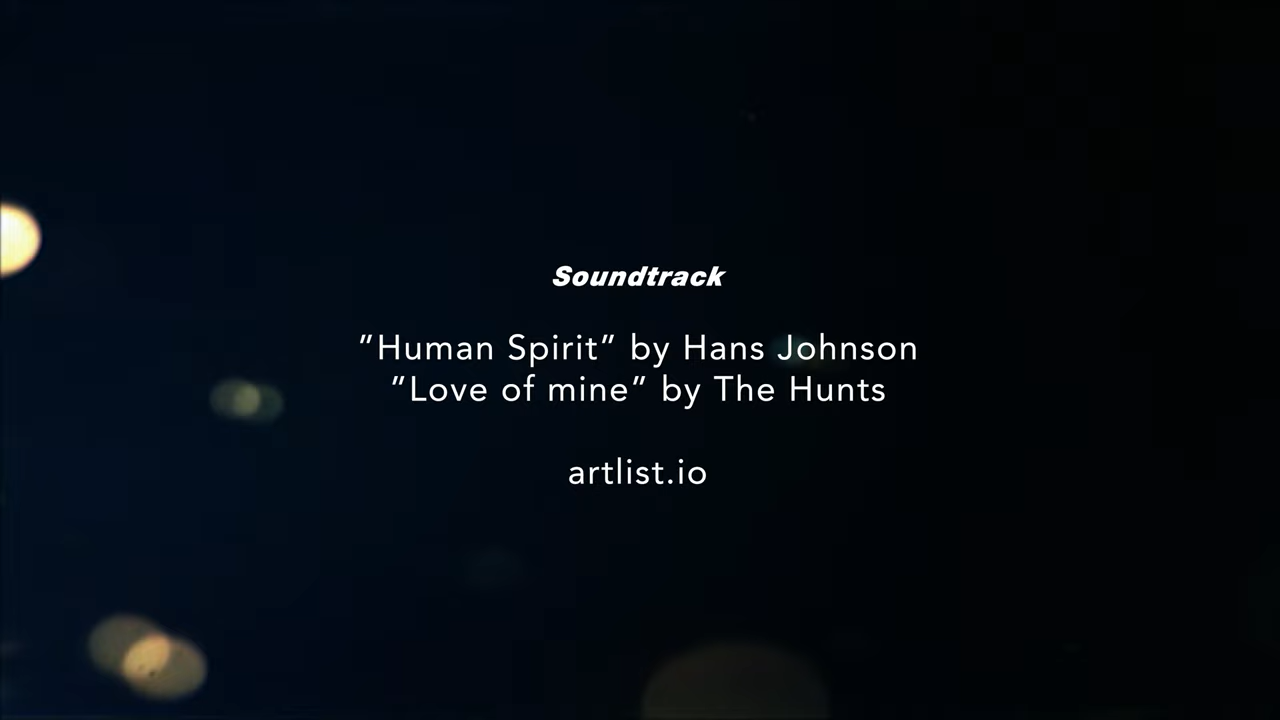 Soundtrack
”Human Spirit” by Hans Johnson
”Love of mine” by The Hunts
artlist.io